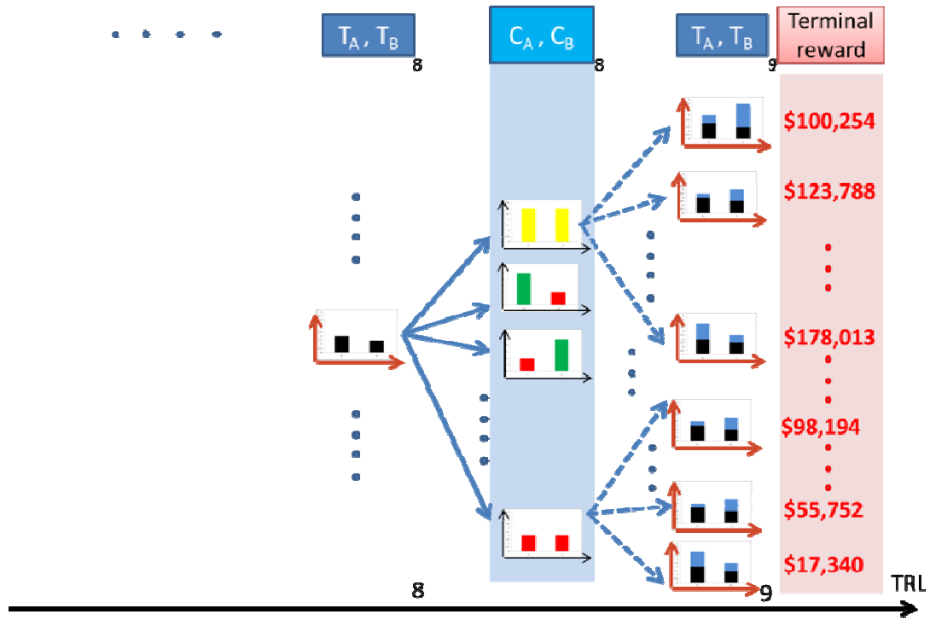 T_A, T_B
8
C_A, C_B
8
T_A, T_B
9
Terminal
reward
$100,254
$123,788
$178,013
$98,194
$55,752
$17,340
8
9
TRL